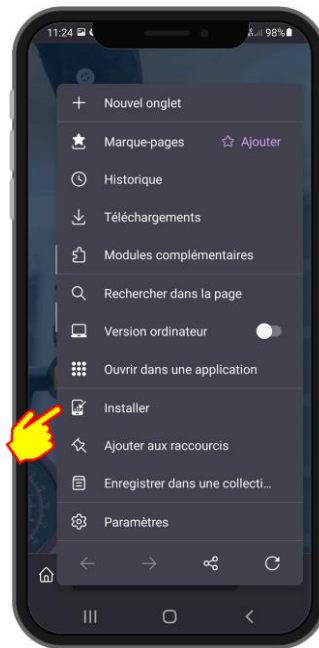 11:24
98%
Nouvel onglet
Marque-pages Ajouter
Historique
Téléchargements
Modules complémentaires
Rechercher dans la page
Version ordinateur
Ouvrir dans une application
Installer
Ajouter aux raccourcis
Enregistrer dans une collecti...
Paramètres